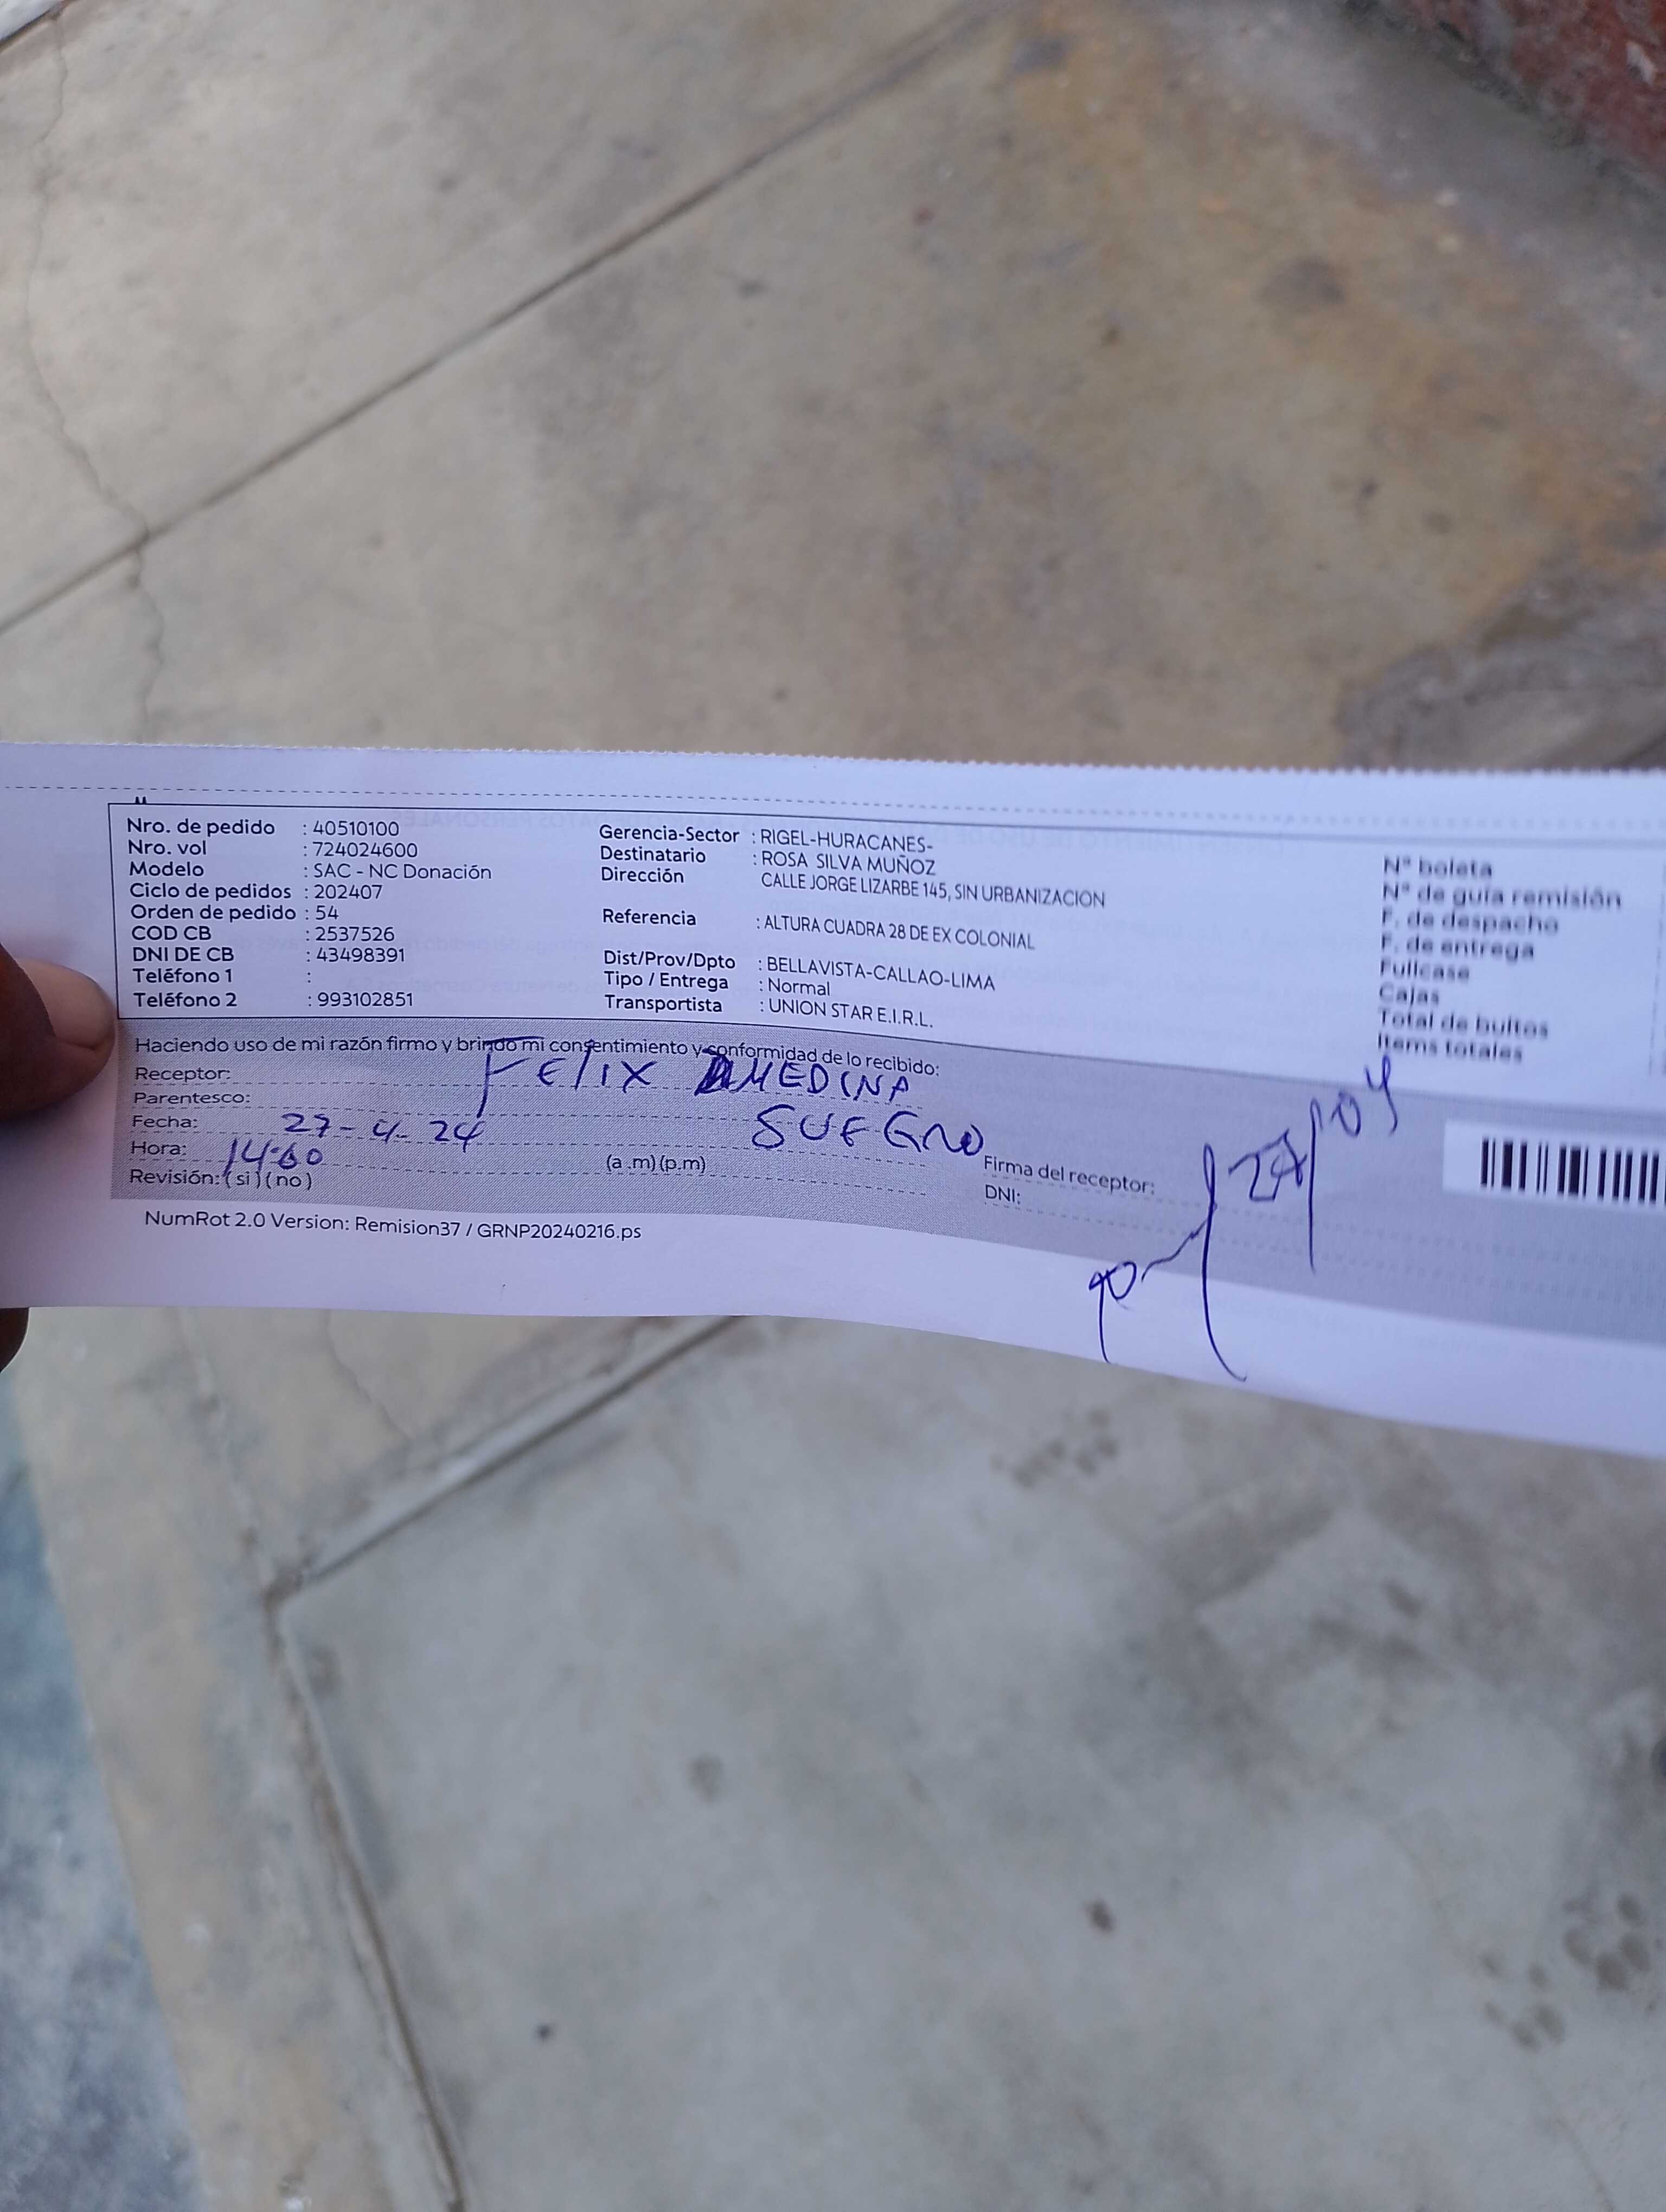 Nro. de pedido : 40510100
Nro. vol : 724024600
Modelo : SAC - NC Donación
Ciclo de pedidos : 202407
Orden de pedido : 54
COD CB : 2537526
DNI DE CB : 43498391
Teléfono 1 :
Teléfono 2 : 993102851
Gerencia-Sector : RIGEL-HURACANES-
Destinatario : ROSA SILVA MUÑOZ
Dirección CALLE JORGE LIZARBE 145, SIN URBANIZACION
Referencia : ALTURA CUADRA 28 DE EX COLONIAL
Dist/Prov/Dpto : BELLAVISTA-CALLAO-LIMA
Tipo / Entrega : Normal
Transportista : UNION STAR E.I.R.L.
N° boleta
N° de guía remisión
F. de despacho
F. de entrega
Fullcase
Cajas
Total de bultos
Items totales
Haciendo uso de mi razón firmo y brindo mi consentimiento y conformidad de lo recibido:
Receptor: FELIX MEDINA
Parentesco: SUEGRO
Fecha: 27-4-24
Hora: (a.m)(p.m)
Revisión: (si)(no)
Firma del receptor:
DNI:
27/04
NumRot 2.0 Version: Remision37 / GRNP20240216.ps